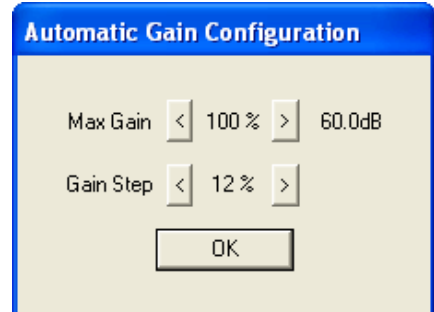 Automatic Gain Configuration
Max Gain < 100 % > 60.0dB
Gain Step < 12 % >
OK